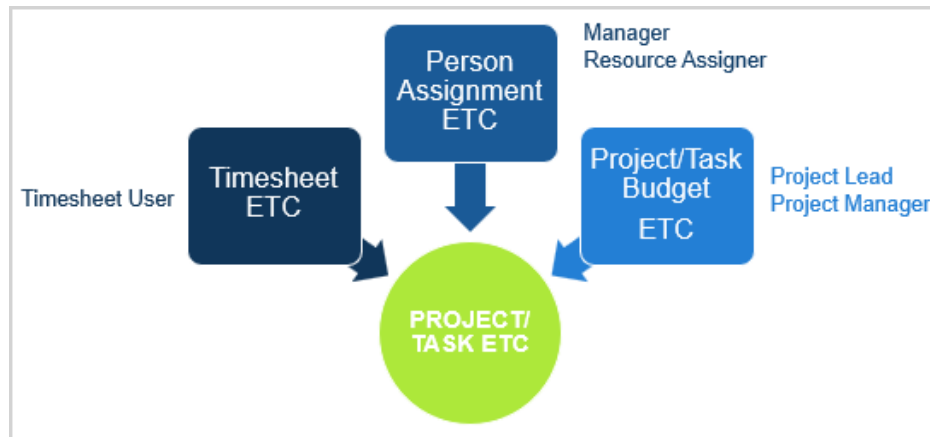 Manager
Resource Assigner
Person
Assignment
ETC
Timesheet User
Timesheet
ETC
Project/Task
Budget
ETC
Project Lead
Project Manager
PROJECT/
TASK ETC